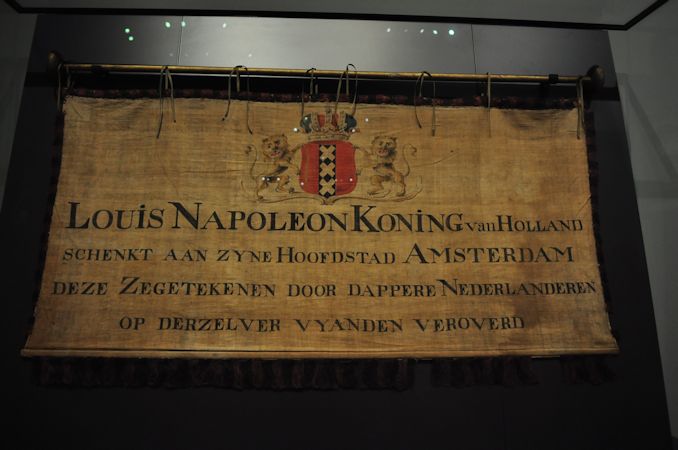 LOUIS NAPOLEON KONING van HOLLAND
SCHENKT AAN ZYNE HOOFDSTAD AMSTERDAM
DEZE ZEGETEKENEN DOOR DAPPERE NEDERLANDEREN
OP DERZELVER VYANDEN VEROVERD